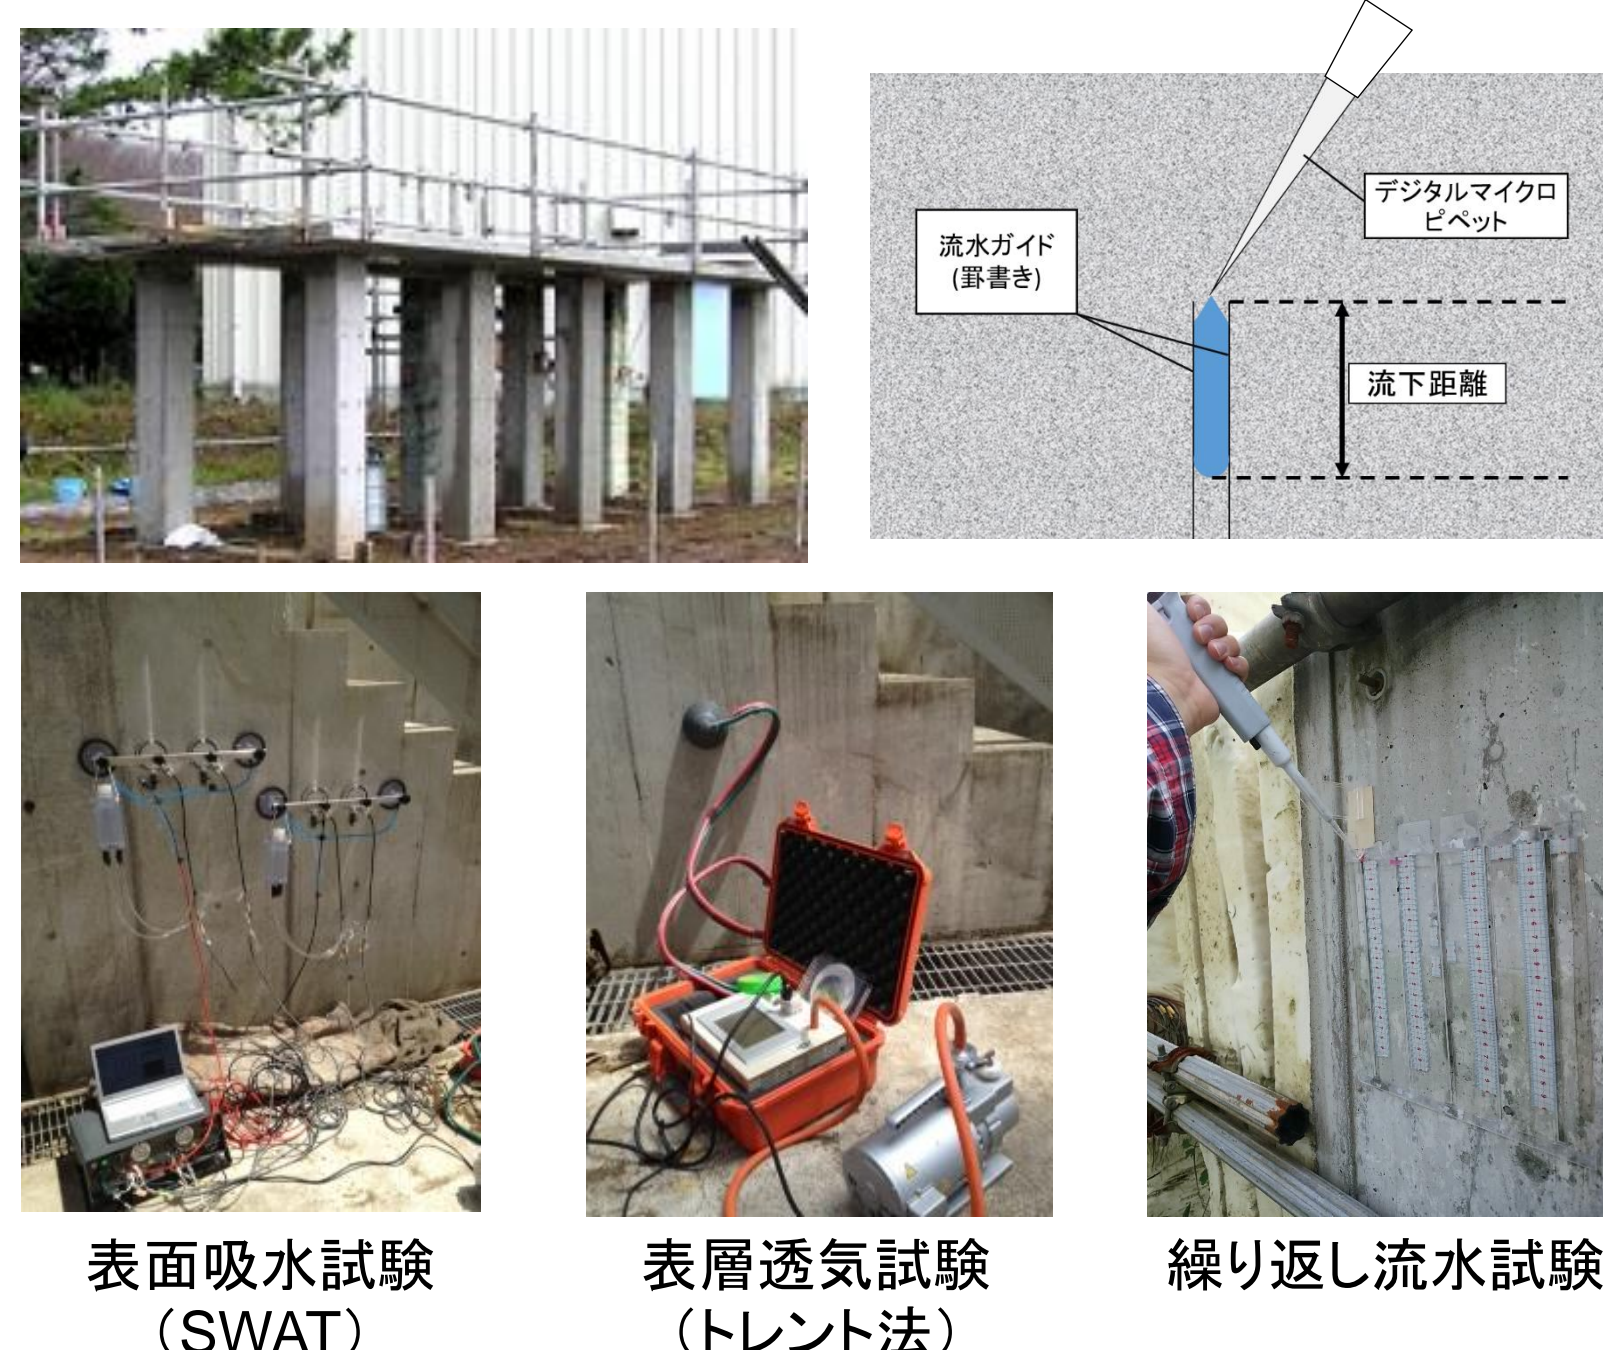 デジタルマイクロ
ピペット
流水ガイド
(罫書き)
流下距離
表面吸水試験
（SWAT）
表層透気試験
（トレント法）
繰り返し流水試験